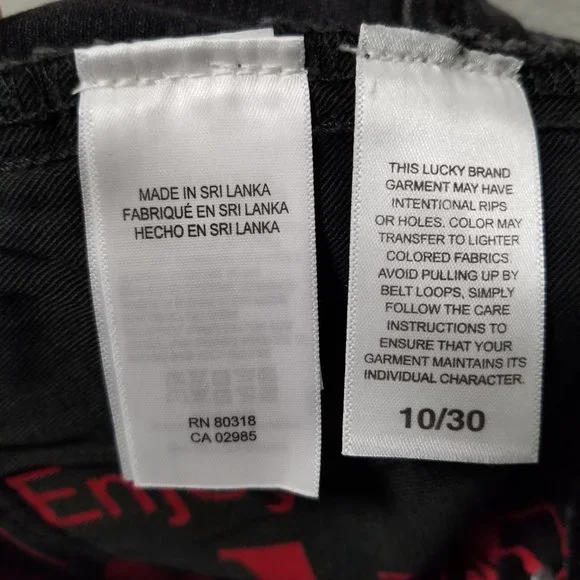 MADE IN SRI LANKA
FABRIQUÉ EN SRI LANKA
HECHO EN SRI LANKA
RN 80318
CA 02985
THIS LUCKY BRAND
GARMENT MAY HAVE
INTENTIONAL RIPS
OR HOLES. COLOR MAY
TRANSFER TO LIGHTER
COLORED FABRICS.
AVOID PULLING UP BY
BELT LOOPS, SIMPLY
FOLLOW THE CARE
INSTRUCTIONS TO
ENSURE THAT YOUR
GARMENT MAINTAINS ITS
INDIVIDUAL CHARACTER.
10/30
Enjoy